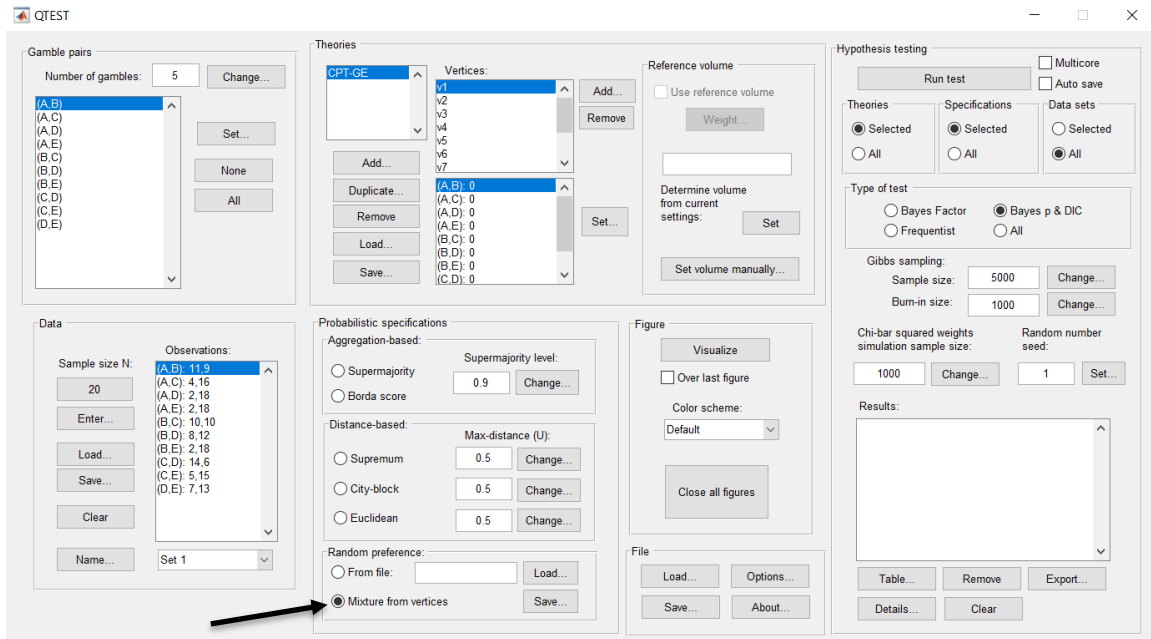 QTEST
Gamble pairs
Number of gambles: 5 Change...
(A,B)
(A,C)
(A,D)
(A,E)
(B,C)
(B,D)
(B,E)
(C,D)
(C,E)
(D,E)
Set...
None
All
Theories
CPT-GE
Add...
Duplicate...
Remove
Load...
Save...
Vertices:
v1
v2
v3
v4
v5
v6
v7
Add...
Remove
(A,B): 0
(A,C): 0
(A,D): 0
(A,E): 0
(B,C): 0
(B,D): 0
(B,E): 0
(C,D): 0
Set...
Reference volume
Use reference volume
Weight...
Determine volume
from current
settings:
Set
Set volume manually...
Hypothesis testing
Run test
Multicore
Auto save
Theories
Selected
All
Specifications
Selected
All
Data sets
Selected
All
Type of test
Bayes Factor
Bayes p & DIC
Frequentist
All
Gibbs sampling:
Sample size: 5000 Change...
Burn-in size: 1000 Change...
Chi-bar squared weights
simulation sample size:
1000 Change...
Random number
seed:
1 Set...
Results:
Table...
Remove
Export...
Details...
Clear
Data
Sample size N:
20
Enter...
Load...
Save...
Clear
Name...
Observations:
(A,B): 11,9
(A,C): 4,16
(A,D): 2,18
(A,E): 2,18
(B,C): 10,10
(B,D): 8,12
(B,E): 2,18
(C,D): 14,6
(C,E): 5,15
(D,E): 7,13
Set 1
Probabilistic specifications
Aggregation-based:
Supermajority
Borda score
Supermajority level:
0.9 Change...
Distance-based:
Max-distance (U):
Supremum 0.5 Change...
City-block 0.5 Change...
Euclidean 0.5 Change...
Random preference:
From file: Load...
Mixture from vertices Save...
Figure
Visualize
Over last figure
Color scheme:
Default
Close all figures
File
Load...
Options...
Save...
About...